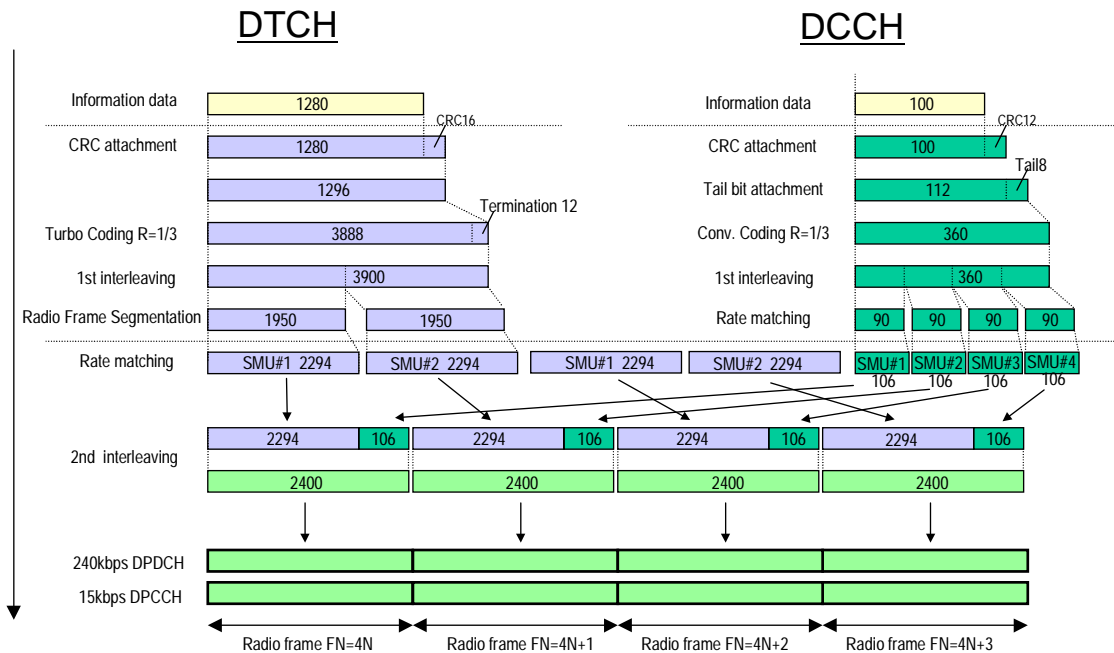 DTCH DCCH
Information data 1280 Information data 100
CRC16 CRC12
CRC attachment 1280 CRC attachment 100
Tail8
1296 Tail bit attachment 112
Termination 12
Turbo Coding R=1/3 3888 Conv. Coding R=1/3 360
1st interleaving 3900 1st interleaving 360
Radio Frame Segmentation 1950 1950 Rate matching 90 90 90 90
Rate matching SMU#1 2294 SMU#2 2294 SMU#1 2294 SMU#2 2294 SMU#1 SMU#2 SMU#3 SMU#4
106 106 106 106
2294 106 2294 106 2294 106 2294 106
2nd interleaving
2400 2400 2400 2400
240kbps DPDCH
15kbps DPCCH
Radio frame FN=4N Radio frame FN=4N+1 Radio frame FN=4N+2 Radio frame FN=4N+3